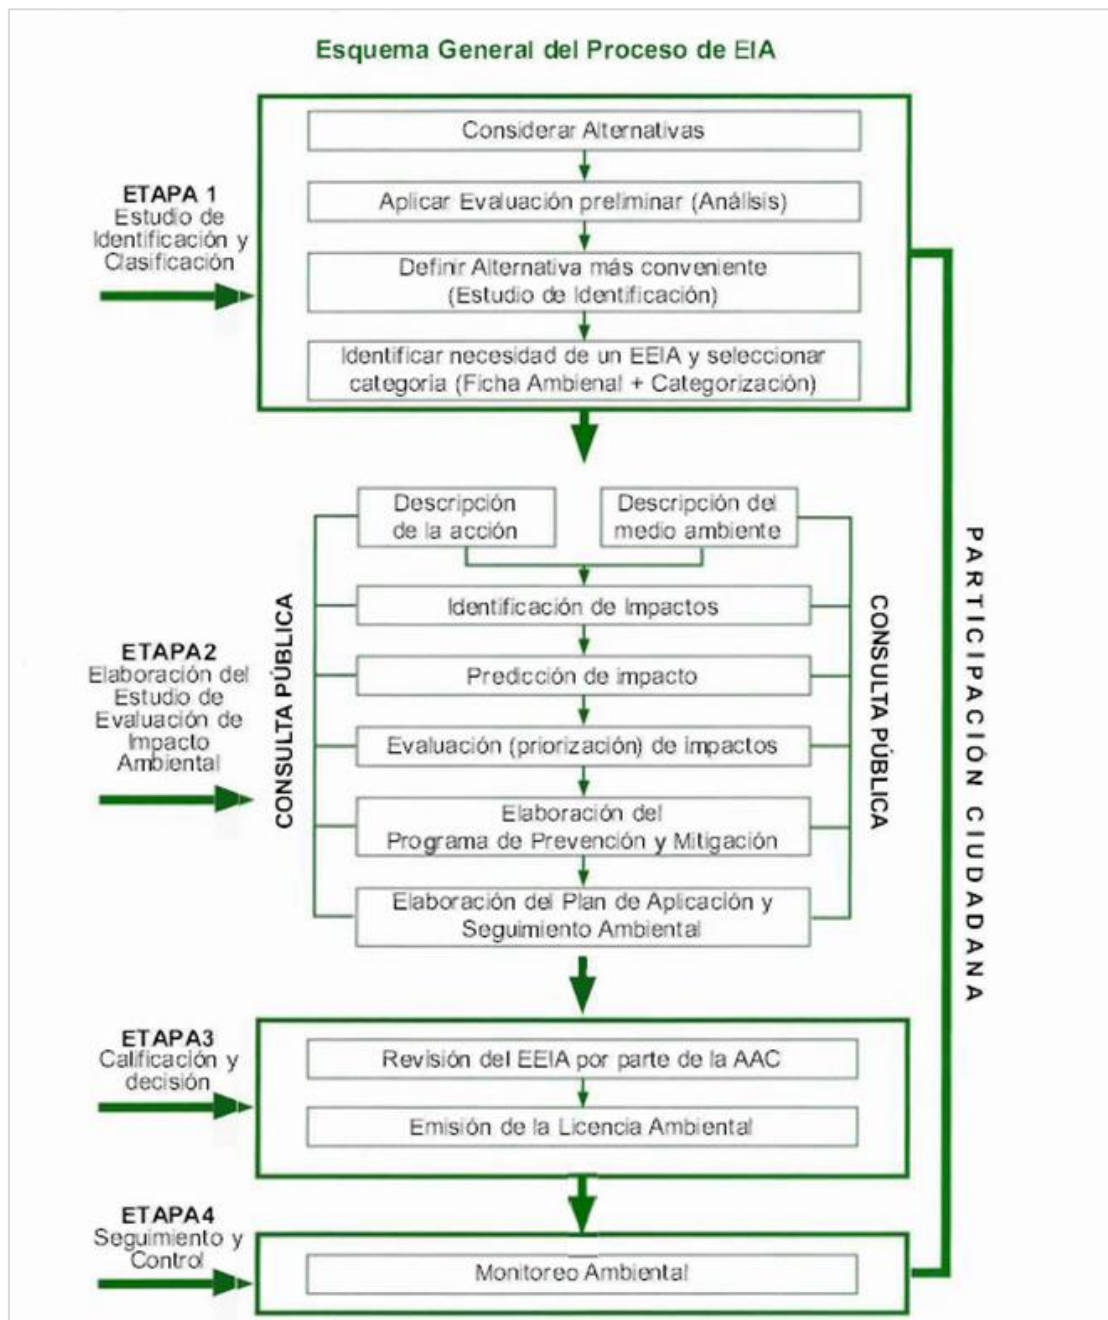 Esquema General del Proceso de EIA
ETAPA 1
Estudio de
Identificación y
Clasificación
Considerar Alternativas
Aplicar Evaluación preliminar (Análisis)
Definir Alternativa más conveniente
(Estudio de Identificación)
Identificar necesidad de un EEIA y seleccionar
categoria (Ficha Ambienal + Categorización)
ETAPA2
Elaboración del
Estudio de
Evaluación de
Impacto
Ambiental
CONSULTA PÚBLICA
Descripción
de la acción
Descripción del
medio ambiente
Identificación de Impactos
Predicción de impacto
Evaluación (priorización) de impactos
Elaboración del
Programa de Prevención y Mitigación
Elaboración del Plan de Aplicación y
Seguimiento Ambiental
CONSULTA PÚBLICA
PARTICIPACIÓN CIUDADANA
ETAPA3
Calificación y
decisión
Revisión del EEIA por parte de la AAC
Emisión de la Licencia Ambiental
ETAPA4
Seguimiento y
Control
Monitoreo Ambiental